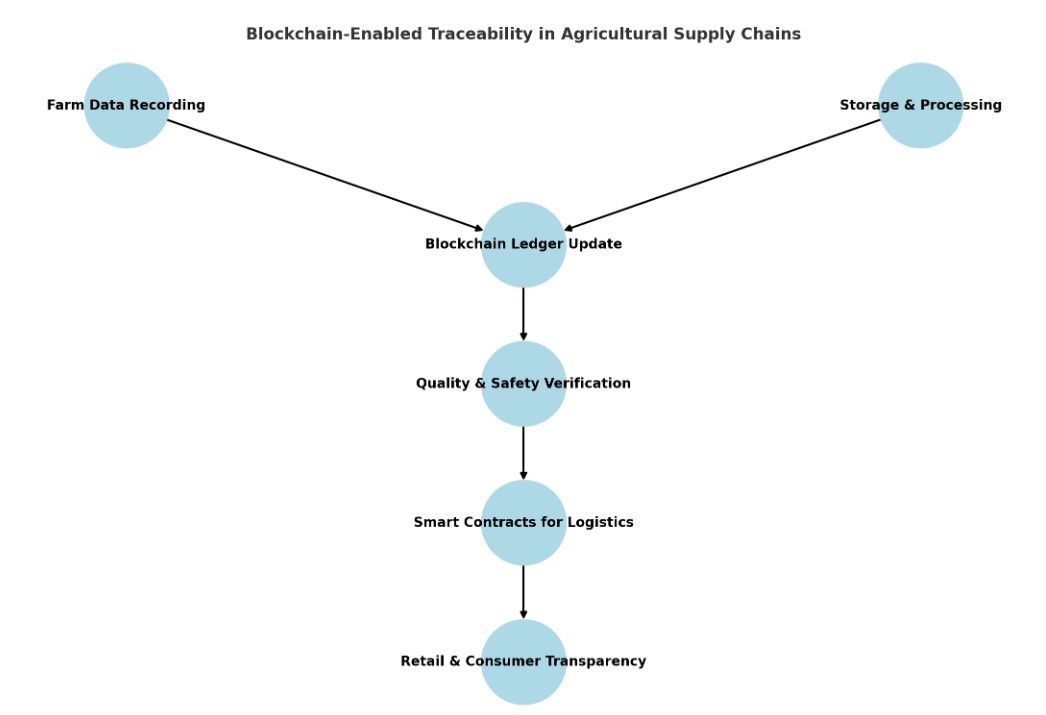 Blockchain-Enabled Traceability in Agricultural Supply Chains
Farm Data Recording
Storage & Processing
Blockchain Ledger Update
Quality & Safety Verification
Smart Contracts for Logistics
Retail & Consumer Transparency